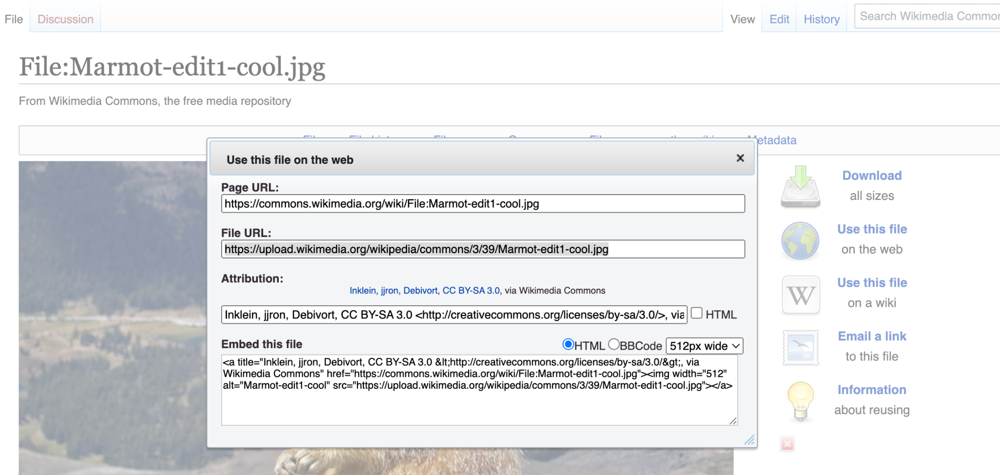 File
Discussion
View
Edit
History
Search Wikimedia Common
File:Marmot-edit1-cool.jpg
From Wikimedia Commons, the free media repository
Metadata
Use this file on the web
Page URL:
https://commons.wikimedia.org/wiki/File:Marmot-edit1-cool.jpg
File URL:
https://upload.wikimedia.org/wikipedia/commons/3/39/Marmot-edit1-cool.jpg
Attribution:
Inklein, jjron, Debivort, CC BY-SA 3.0, via Wikimedia Commons
Inklein, jjron, Debivort, CC BY-SA 3.0 <http://creativecommons.org/licenses/by-sa/3.0/>, via
HTML
Embed this file
HTML
BBCode
512px wide
<a title="Inklein, jjron, Debivort, CC BY-SA 3.0 &lt;http://creativecommons.org/licenses/by-sa/3.0/&gt;, via
Wikimedia Commons" href="https://commons.wikimedia.org/wiki/File:Marmot-edit1-cool.jpg"><img width="512"
alt="Marmot-edit1-cool" src="https://upload.wikimedia.org/wikipedia/commons/3/39/Marmot-edit1-cool.jpg"></a>
Download
all sizes
Use this file
on the web
W
Use this file
on a wiki
Email a link
to this file
Information
about reusing